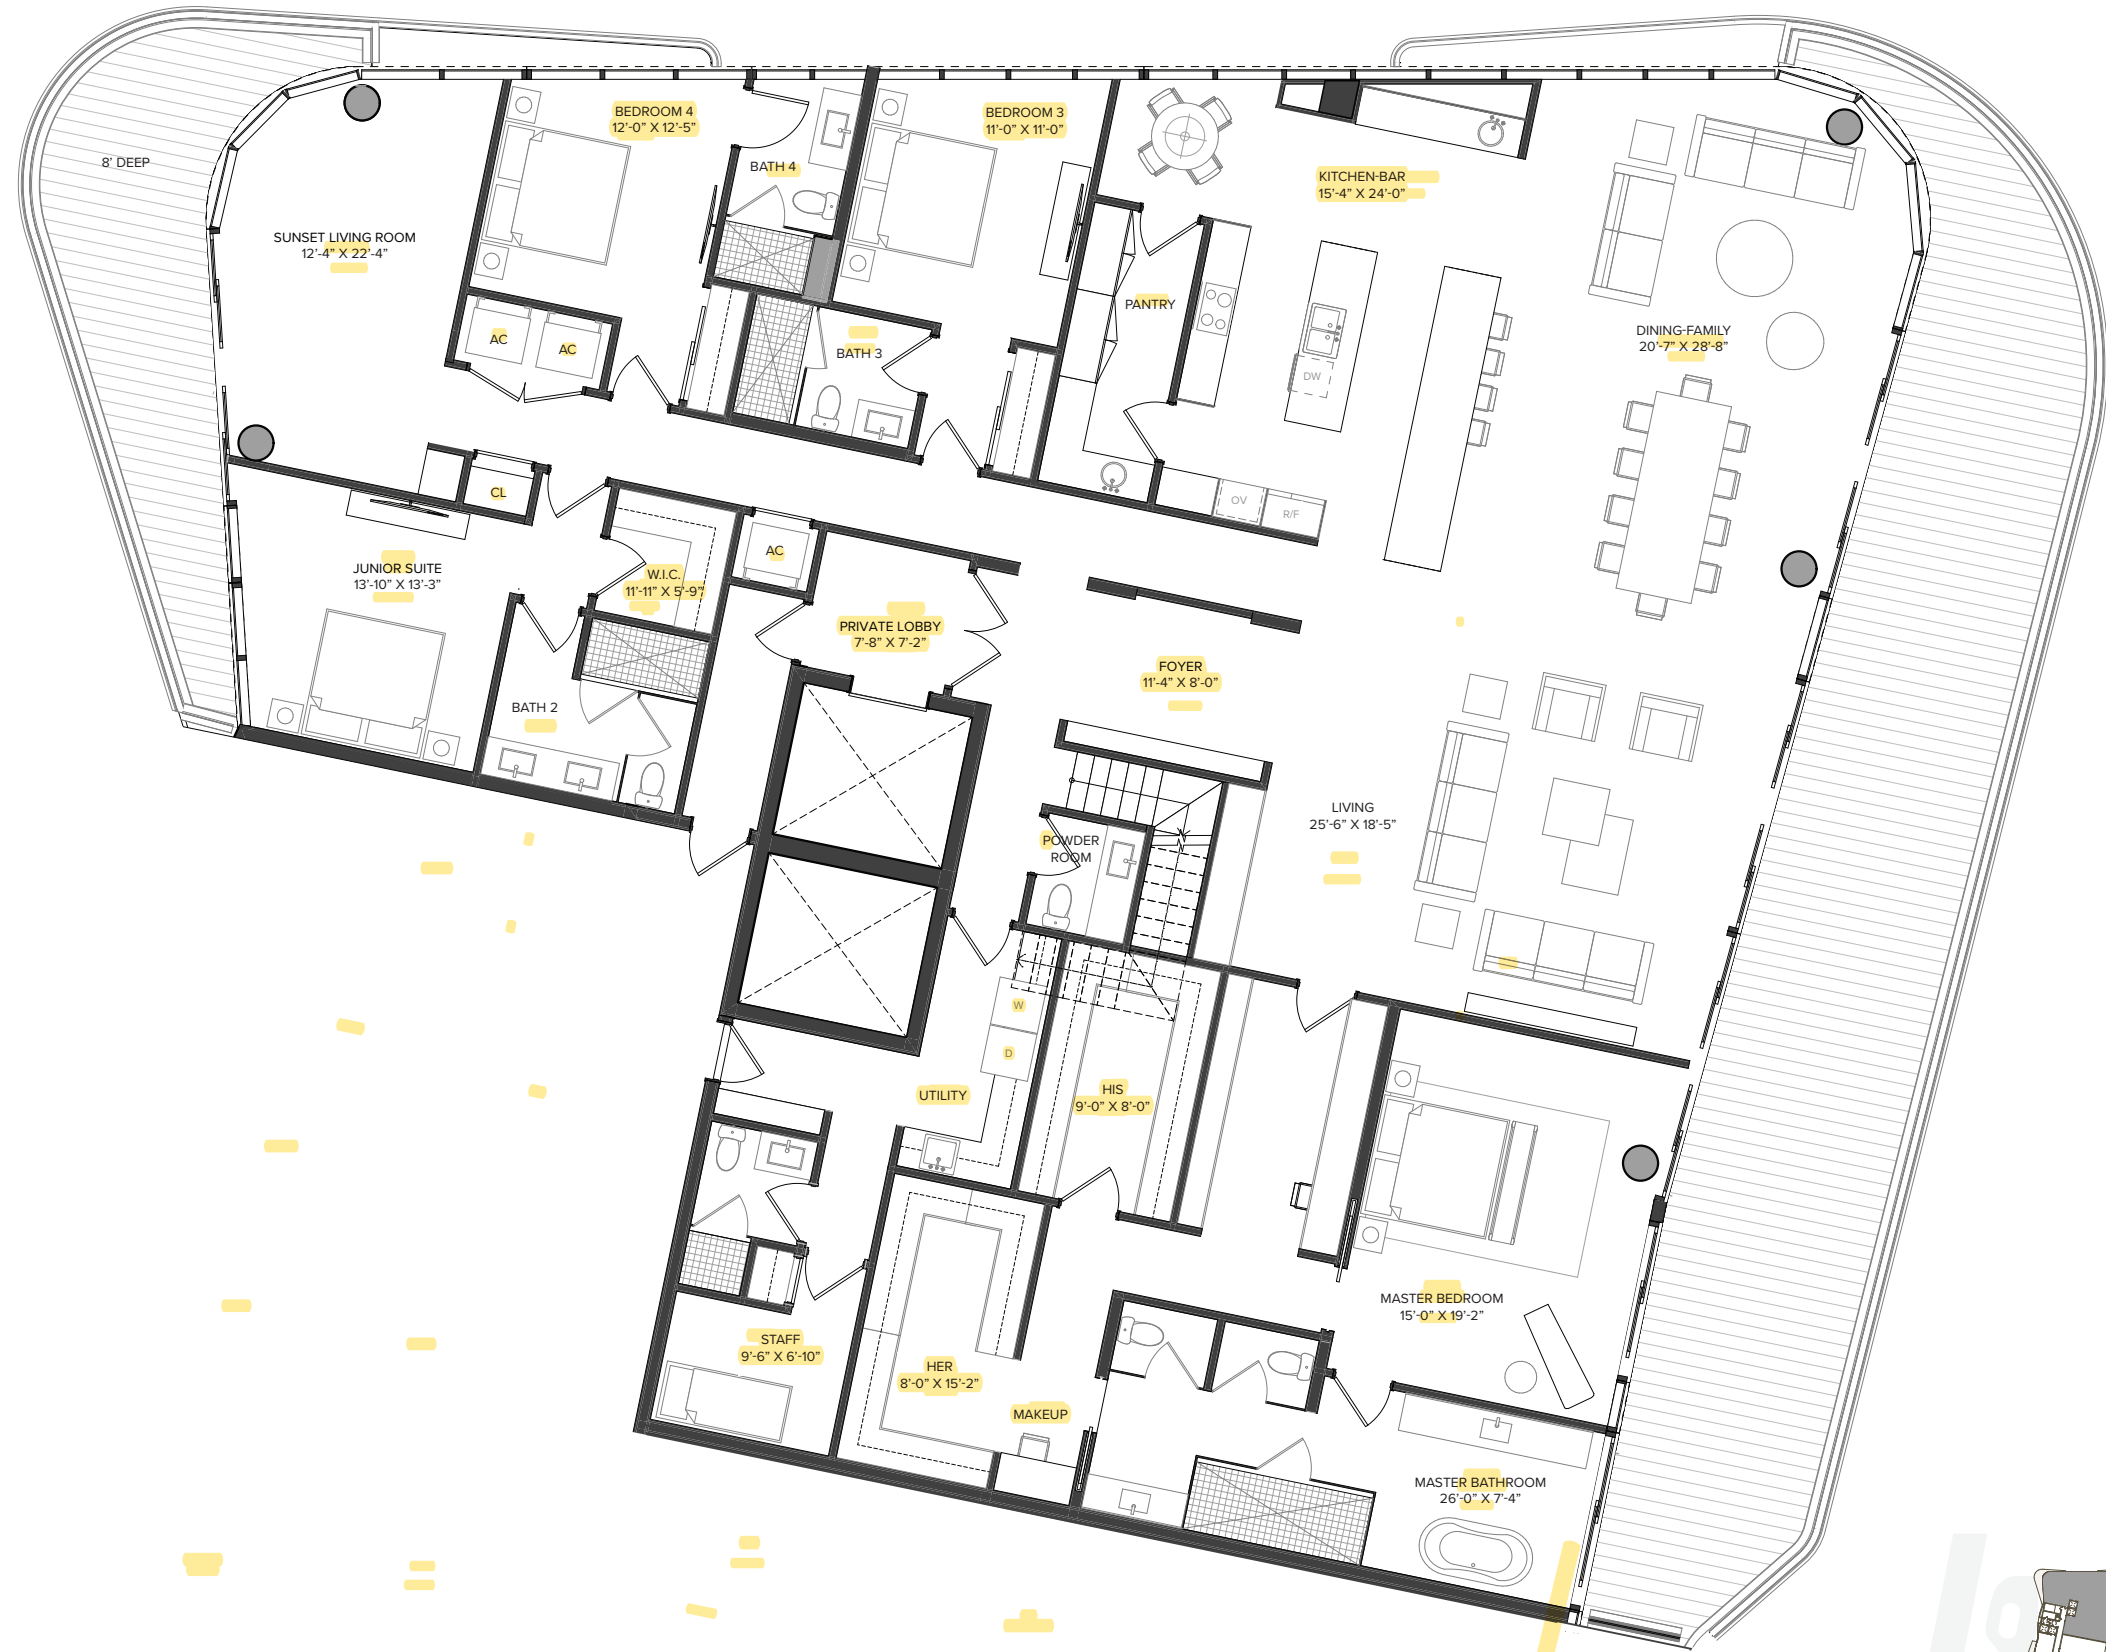 BEDROOM 4
12'-0" X 12'-5"
BEDROOM 3
11'-0" X 11'-0"
8' DEEP
BATH 4
KITCHEN-BAR
15'-4" X 24'-0"
SUNSET LIVING ROOM
12'-4" X 22'-4"
PANTRY
DINING-FAMILY
20'-7" X 28'-8"
AC
AC
BATH 3
DW
CL
OV
R/F
AC
JUNIOR SUITE
13'-10" X 13'-3"
W.I.C.
11'-11" X 5'-9"
PRIVATE LOBBY
7'-8" X 7'-2"
FOYER
11'-4" X 8'-0"
BATH 2
LIVING
25'-6" X 18'-5"
POWDER
ROOM
W
D
UTILITY
HIS
9'-0" X 8'-0"
MASTER BEDROOM
15'-0" X 19'-2"
STAFF
9'-6" X 6'-10"
HER
8'-0" X 15'-2"
MAKEUP
MASTER BATHROOM
26'-0" X 7'-4"